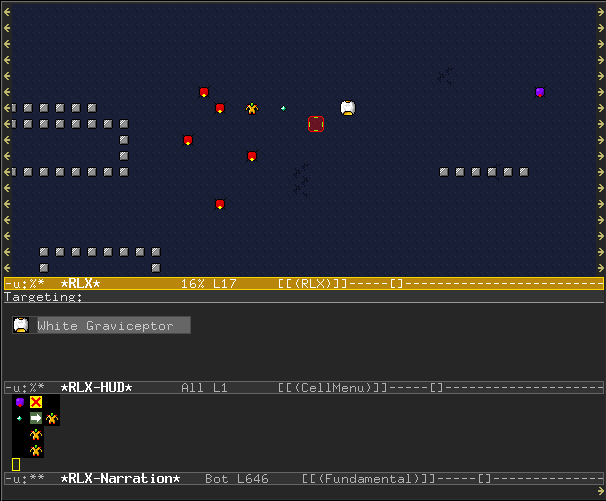 -u:%*  *RLX*          16% L17     [[(RLX)]]-----[]-------------------------
Targeting:
White Graviceptor
-u:%*  *RLX-HUD*      All L1      [[(CellMenu)]]-----[]--------------------
-u:**  *RLX-Narration*   Bot L646    [[(Fundamental)]]-----[]--------------